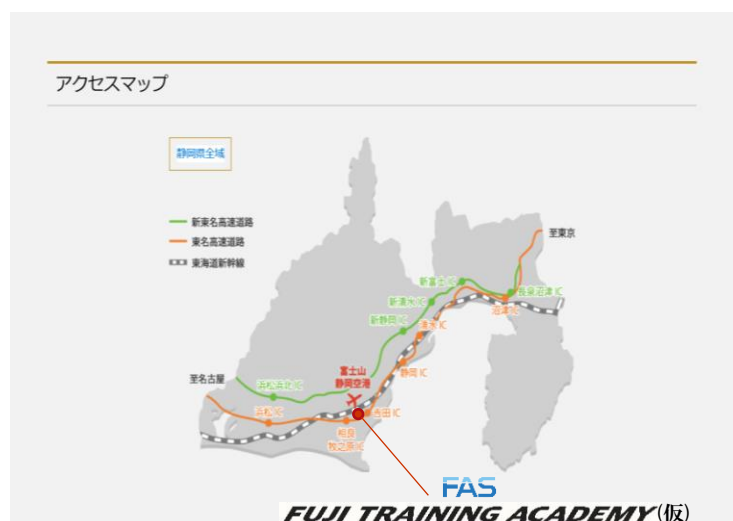 アクセスマップ
静岡県全域
新東名高速道路
東名高速道路
東海道新幹線
至東京
新富士IC
長泉沼津IC
新清水IC
沼津IC
新静岡IC
清水IC
富士山
静岡空港
静岡IC
至名古屋
浜松浜北IC
浜松IC
吉田IC
相良
牧之原IC
FAS
FUJI TRAINING ACADEMY(仮)